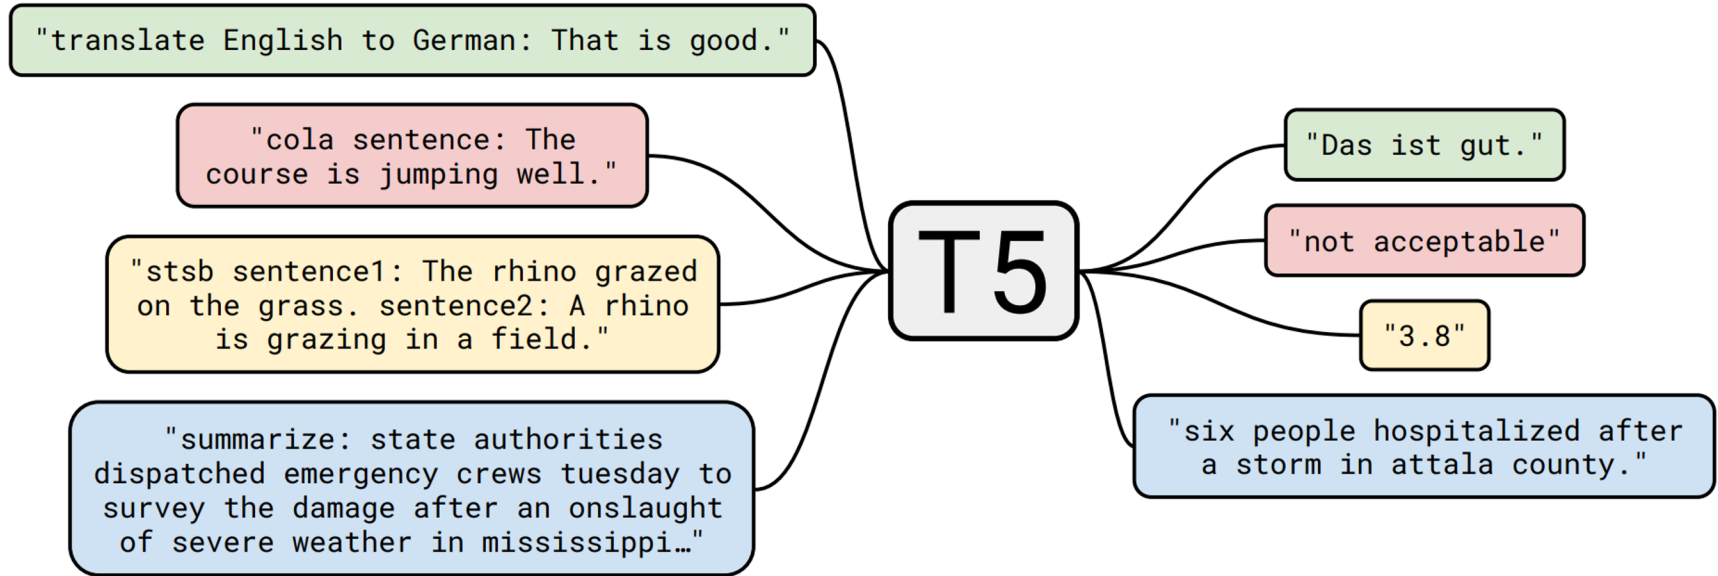 "translate English to German: That is good."
"cola sentence: The
course is jumping well."
"stsb sentence1: The rhino grazed
on the grass. sentence2: A rhino
is grazing in a field."
"summarize: state authorities
dispatched emergency crews tuesday to
survey the damage after an onslaught
of severe weather in mississippi…"
T5
"Das ist gut."
"not acceptable"
"3.8"
"six people hospitalized after
a storm in attala county."